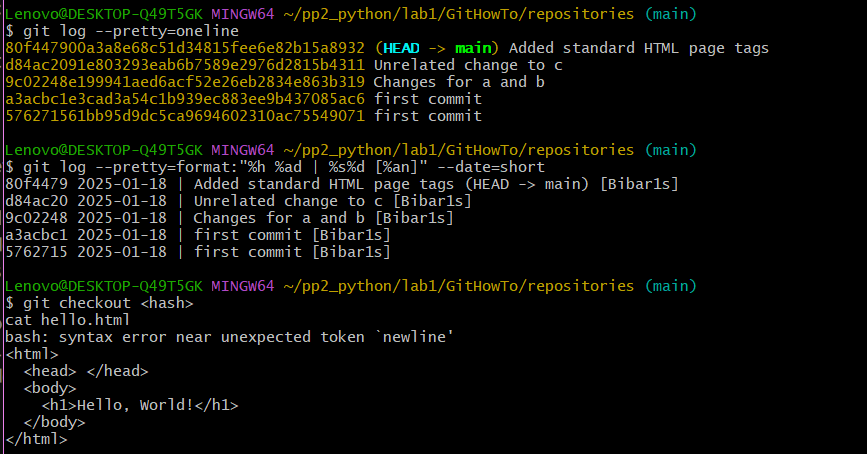 Lenovo@DESKTOP-Q49T5GK MINGW64 ~/pp2_python/lab1/GitHowTo/repositories (main)
$ git log --pretty=oneline
80f447900a3a8e68c51d34815fee6e82b15a8932 (HEAD -> main) Added standard HTML page tags
d84ac2091e803293eab6b7589e2976d2815b4311 Unrelated change to c
9c02248e199941aed6acf52e26eb2834e863b319 Changes for a and b
a3acbc1e3cad3a54c1b939ec883ee9b437085ac6 first commit
576271561bb95d9dc5ca9694602310ac75549071 first commit
Lenovo@DESKTOP-Q49T5GK MINGW64 ~/pp2_python/lab1/GitHowTo/repositories (main)
$ git log --pretty=format:"%h %ad | %s%d [%an]" --date=short
80f4479 2025-01-18 | Added standard HTML page tags (HEAD -> main) [Bibar1s]
d84ac20 2025-01-18 | Unrelated change to c [Bibar1s]
9c02248 2025-01-18 | Changes for a and b [Bibar1s]
a3acbc1 2025-01-18 | first commit [Bibar1s]
5762715 2025-01-18 | first commit [Bibar1s]
Lenovo@DESKTOP-Q49T5GK MINGW64 ~/pp2_python/lab1/GitHowTo/repositories (main)
$ git checkout <hash>
cat hello.html
bash: syntax error near unexpected token `newline'
<html>
  <head> </head>
  <body>
    <h1>Hello, World!</h1>
  </body>
</html>